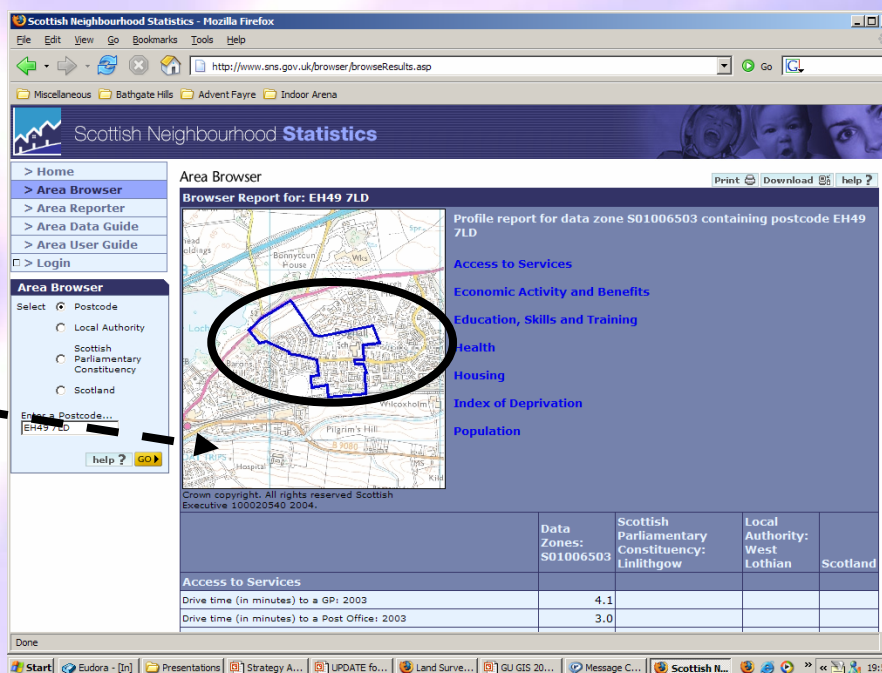 Scottish Neighbourhood Statistics - Mozilla Firefox
File Edit View Go Bookmarks Tools Help
http://www.sns.gov.uk/browser/browseResults.asp
Go
G
Miscellaneous Bathgate Hills Advent Fayre Indoor Arena
Scottish Neighbourhood Statistics
> Home
> Area Browser
> Area Reporter
> Area Data Guide
> Area User Guide
> Login
Area Browser
Select Postcode
Local Authority
Scottish
Parliamentary
Constituency
Scotland
Enter a Postcode...
EH49 7LD
help ? GO
Area Browser
Print Download help ?
Browser Report for: EH49 7LD
Bonnytoun
House
Wks
Loch
Wilcoxholm
Pilgrim's Hill
B 9080
Hospital
Crown copyright. All rights reserved Scottish
Executive 100020540 2004.
Profile report for data zone S01006503 containing postcode EH49
7LD
Access to Services
Economic Activity and Benefits
Education, Skills and Training
Health
Housing
Index of Deprivation
Population
Data
Zones:
S01006503
Scottish
Parliamentary
Constituency:
Linlithgow
Local
Authority:
West
Lothian
Scotland
Access to Services
Drive time (in minutes) to a GP: 2003 4.1
Drive time (in minutes) to a Post Office: 2003 3.0
Done
Start Eudora - [In] Presentations Strategy A... UPDATE fo... Land Surve... GU GIS 20... Message C... Scottish N... » « 19: